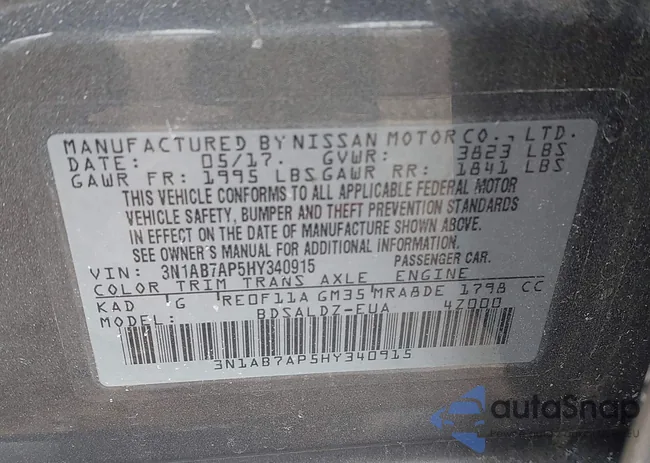 MANUFACTURED BY NISSAN MOTOR CO., LTD.
DATE: 05/17. GVWR: 3823 LBS
GAWR FR: 1995 LBS GAWR RR: 1841 LBS
THIS VEHICLE CONFORMS TO ALL APPLICABLE FEDERAL MOTOR
VEHICLE SAFETY, BUMPER AND THEFT PREVENTION STANDARDS
IN EFFECT ON THE DATE OF MANUFACTURE SHOWN ABOVE.
SEE OWNER'S MANUAL FOR ADDITIONAL INFORMATION.
VIN: 3N1AB7AP5HY340915 PASSENGER CAR.
COLOR TRIM TRANS AXLE ENGINE
KAD G RE0F11A GM35 MRA8DE 1798 CC
MODEL: BDSALDZ-EUA 4Z000
3N1AB7AP5HY340915
autoSnap